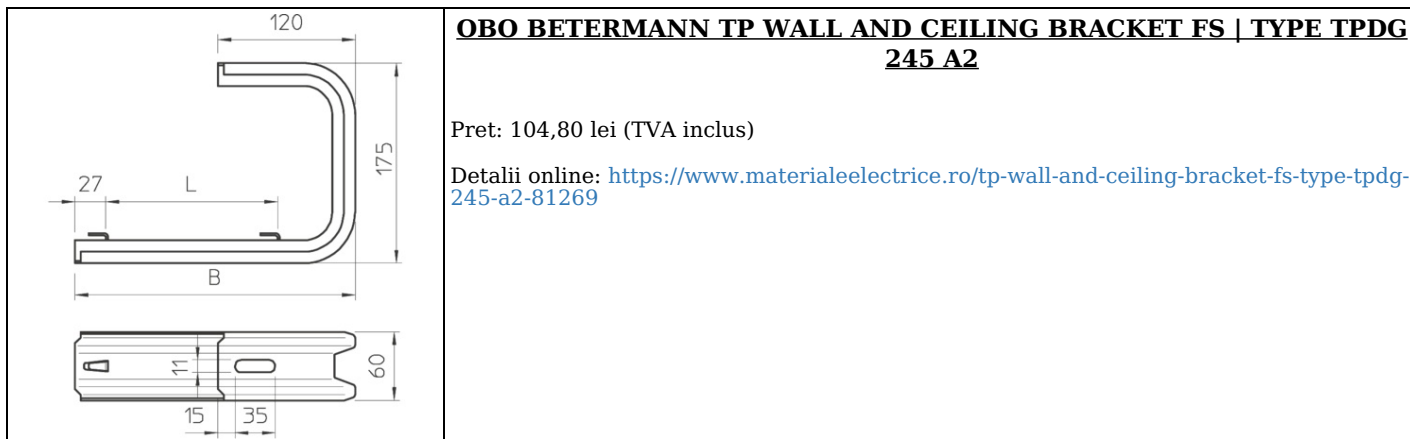 120
175
27
L
B
11
60
15
35
OBO BETERMANN TP WALL AND CEILING BRACKET FS | TYPE TPDG
245 A2
Pret: 104,80 lei (TVA inclus)
Detalii online: https://www.materialeelectrice.ro/tp-wall-and-ceiling-bracket-fs-type-tpdg-
245-a2-81269